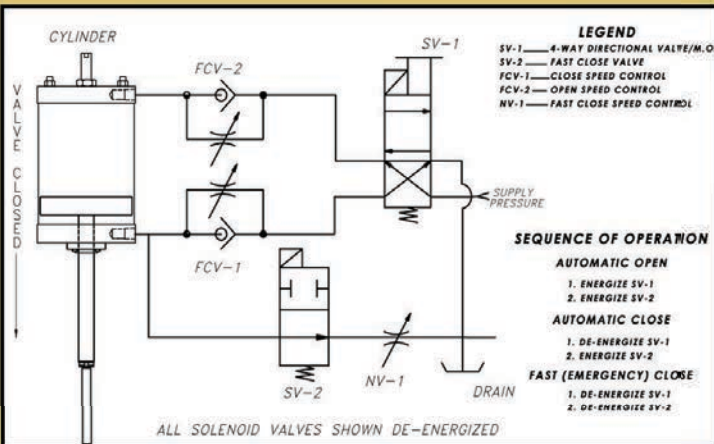 CYLINDER
VALVE CLOSED
FCV-2
SV-1
FCV-1
SUPPLY
PRESSURE
SV-2
NV-1
DRAIN
ALL SOLENOID VALVES SHOWN DE-ENERGIZED
LEGEND
SV-1 4-WAY DIRECTIONAL VALVE/M.O
SV-2 FAST CLOSE VALVE
FCV-1 CLOSE SPEED CONTROL
FCV-2 OPEN SPEED CONTROL
NV-1 FAST CLOSE SPEED CONTROL
SEQUENCE OF OPERATION
AUTOMATIC OPEN
1. ENERGIZE SV-1
2. ENERGIZE SV-2
AUTOMATIC CLOSE
1. DE-ENERGIZE SV-1
2. ENERGIZE SV-2
FAST (EMERGENCY) CLOSE
1. DE-ENERGIZE SV-1
2. DE-ENERGIZE SV-2